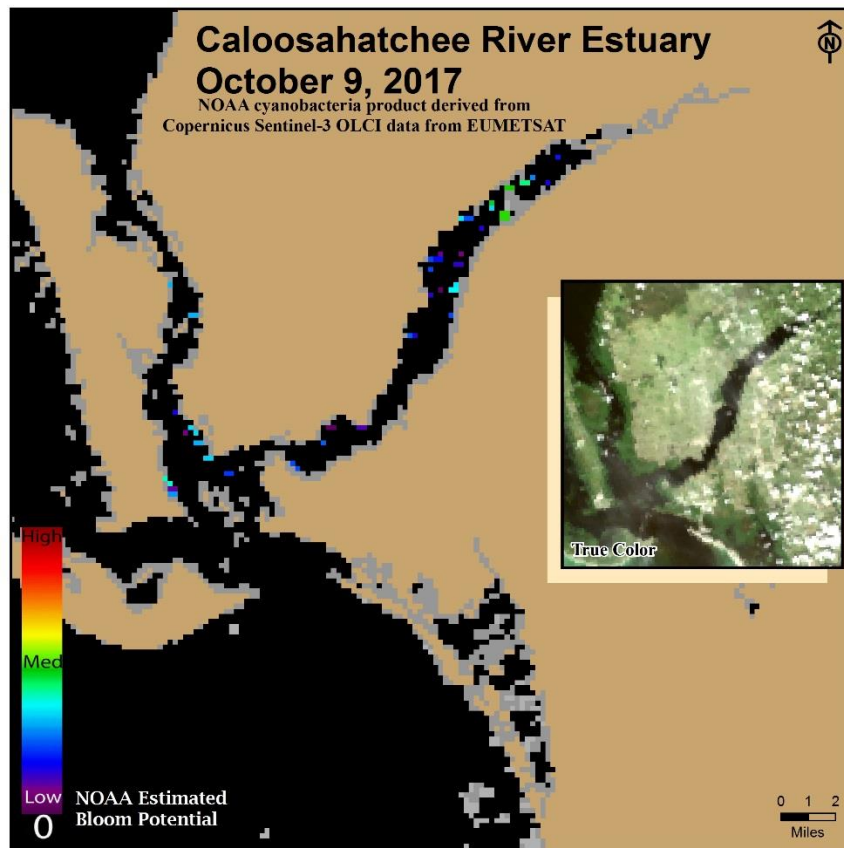 Caloosahatchee River Estuary
October 9, 2017
NOAA cyanobacteria product derived from
Copernicus Sentinel-3 OLCI data from EUMETSAT
N
True Color
High
Med
Low
0
NOAA Estimated
Bloom Potential
0 1 2
Miles